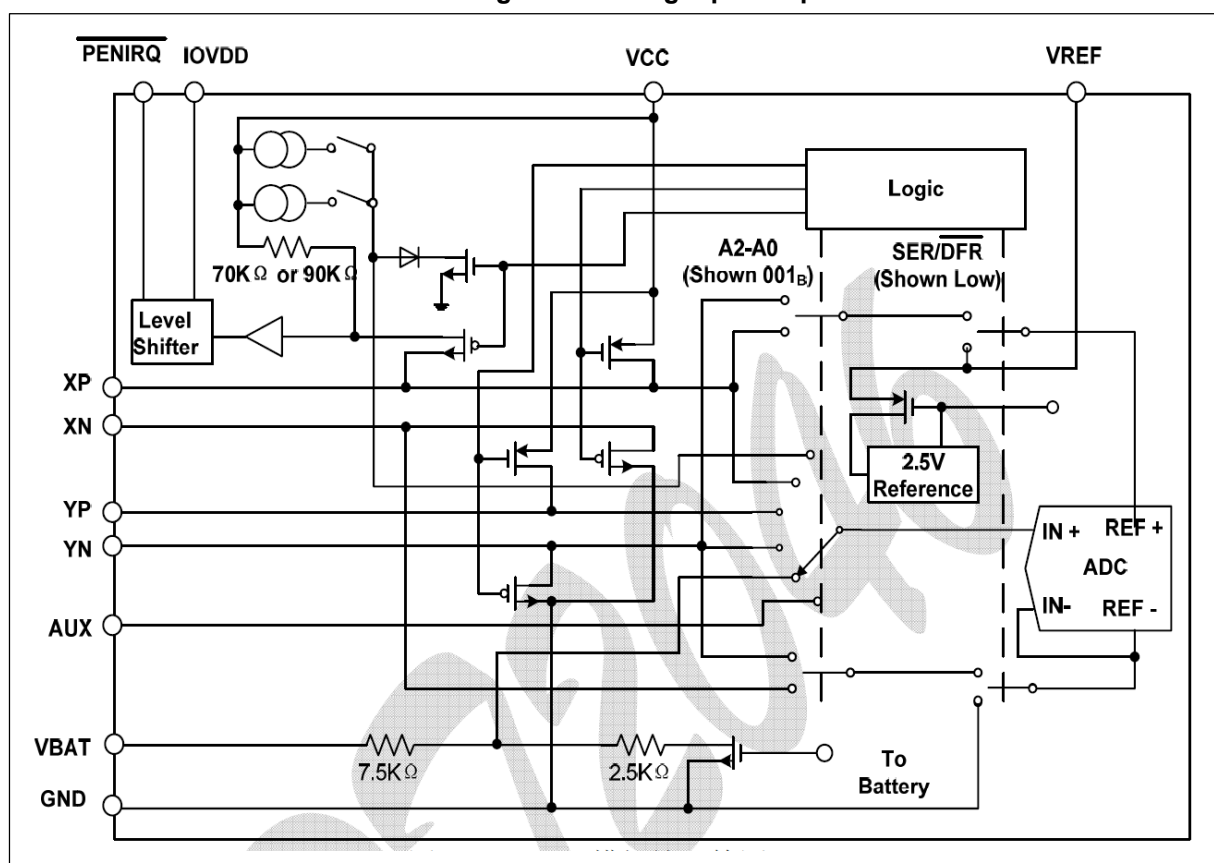 PENIRQ IOVDD VCC VREF
Logic
A2-A0
(Shown 001B)
SER/DFR
(Shown Low)
70KΩ or 90KΩ
Level
Shifter
XP
XN
2.5V
Reference
YP
YN
IN + REF +
ADC
IN- REF -
AUX
VBAT
7.5KΩ
2.5KΩ
To
Battery
GND